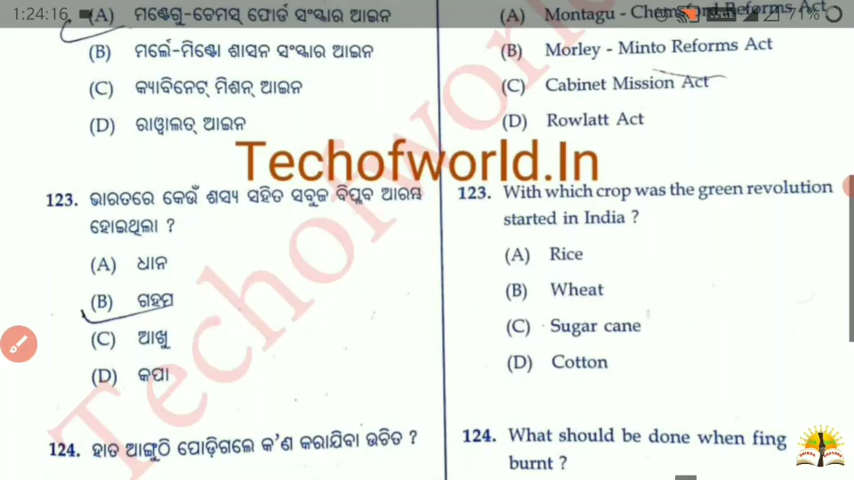 1:24:16
71%
(A) ମଣ୍ଟେଗୁ-ଚେମସ୍ ଫୋର୍ଡ ସଂସ୍କାର ଆଇନ
(B) ମର୍ଲେ-ମିଣ୍ଟୋ ଶାସନ ସଂସ୍କାର ଆଇନ
(C) କ୍ୟାବିନେଟ୍ ମିଶନ୍ ଆଇନ
(D) ରାୱାଲଟ୍ ଆଇନ
123. ଭାରତରେ କେଉଁ ଶସ୍ୟ ସହିତ ସବୁଜ ବିପ୍ଳବ ଆରମ୍ଭ
ହୋଇଥିଲା ?
(A) ଧାନ
(B) ଗହମ
(C) ଆଖୁ
(D) କପା
124. ହାତ ଆଙ୍ଗୁଠି ପୋଡ଼ିଗଲେ କ'ଣ କରାଯିବା ଉଚିତ ?
(A) Montagu - Chemsford Reforms Act
(B) Morley - Minto Reforms Act
(C) Cabinet Mission Act
(D) Rowlatt Act
123. With which crop was the green revolution
started in India ?
(A) Rice
(B) Wheat
(C) Sugar cane
(D) Cotton
124. What should be done when fing
burnt ?
Techofworld.In
Techofworld